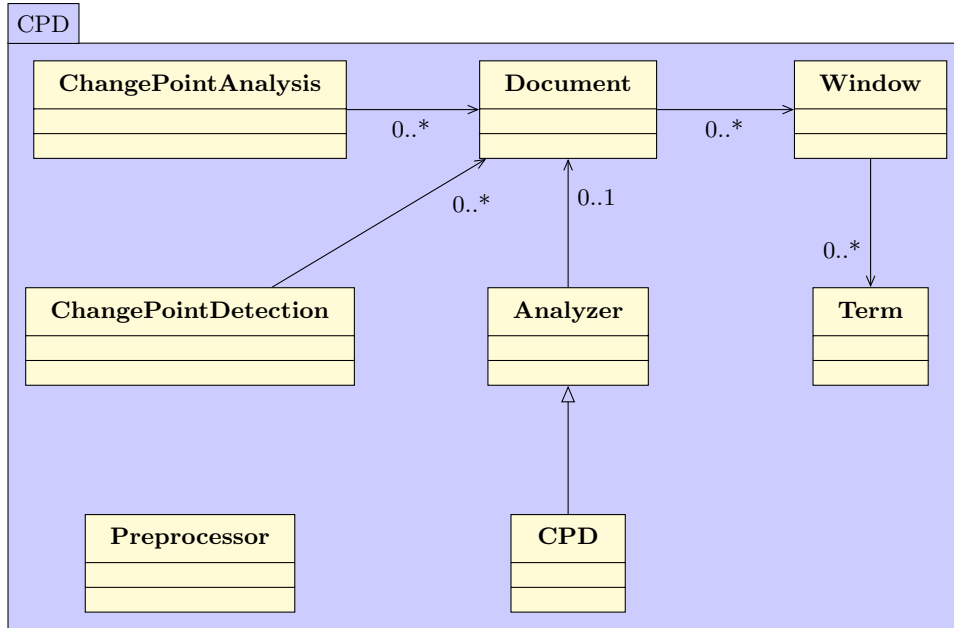 CPD
ChangePointAnalysis
Document
Window
0..*
0..*
0..*
0..1
0..*
ChangePointDetection
Analyzer
Term
Preprocessor
CPD